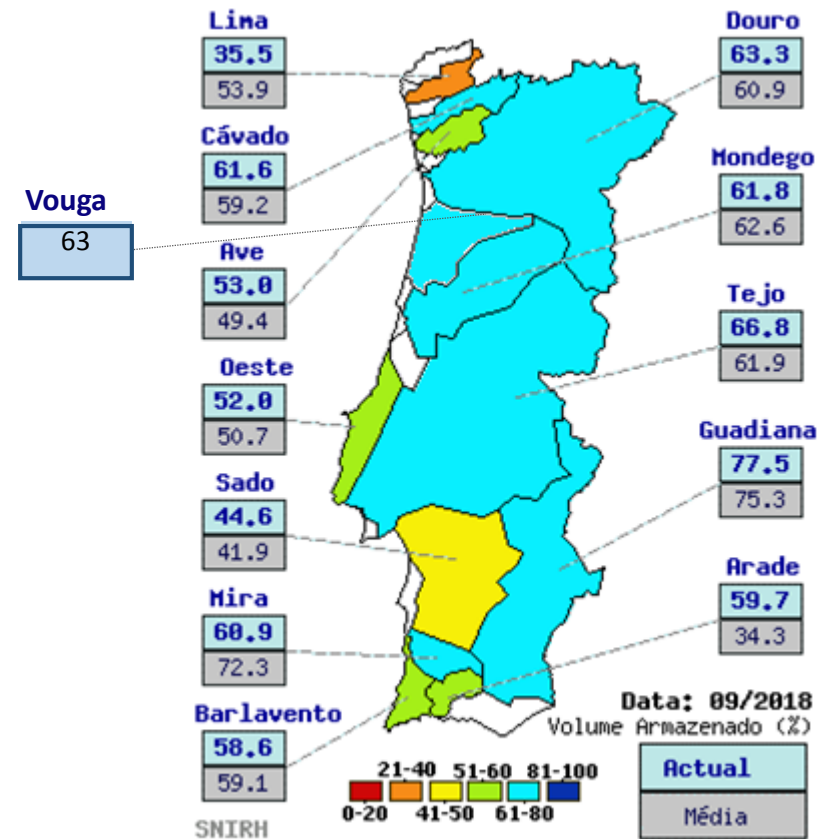 Lima
35.5
53.9
Cávado
61.6
59.2
Vouga
63
Ave
53.0
49.4
Oeste
52.0
50.7
Sado
44.6
41.9
Mira
60.9
72.3
Barlavento
58.6
59.1
SNIRH
Douro
63.3
60.9
Mondego
61.8
62.6
Tejo
66.8
61.9
Guadiana
77.5
75.3
Arade
59.7
34.3
Data: 09/2018
Volume Armazenado (%)
Actual
Média
21-40 51-60 81-100
0-20 41-50 61-80